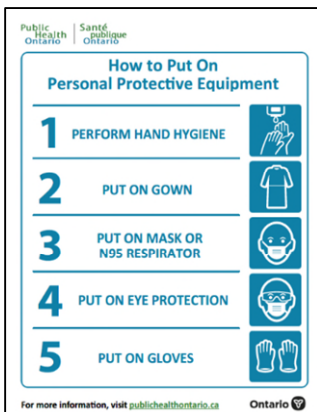 Public Health Ontario
Santé publique Ontario
How to Put On
Personal Protective Equipment
1 PERFORM HAND HYGIENE
2 PUT ON GOWN
3 PUT ON MASK OR
N95 RESPIRATOR
4 PUT ON EYE PROTECTION
5 PUT ON GLOVES
For more information, visit publichealthontario.ca
Ontario